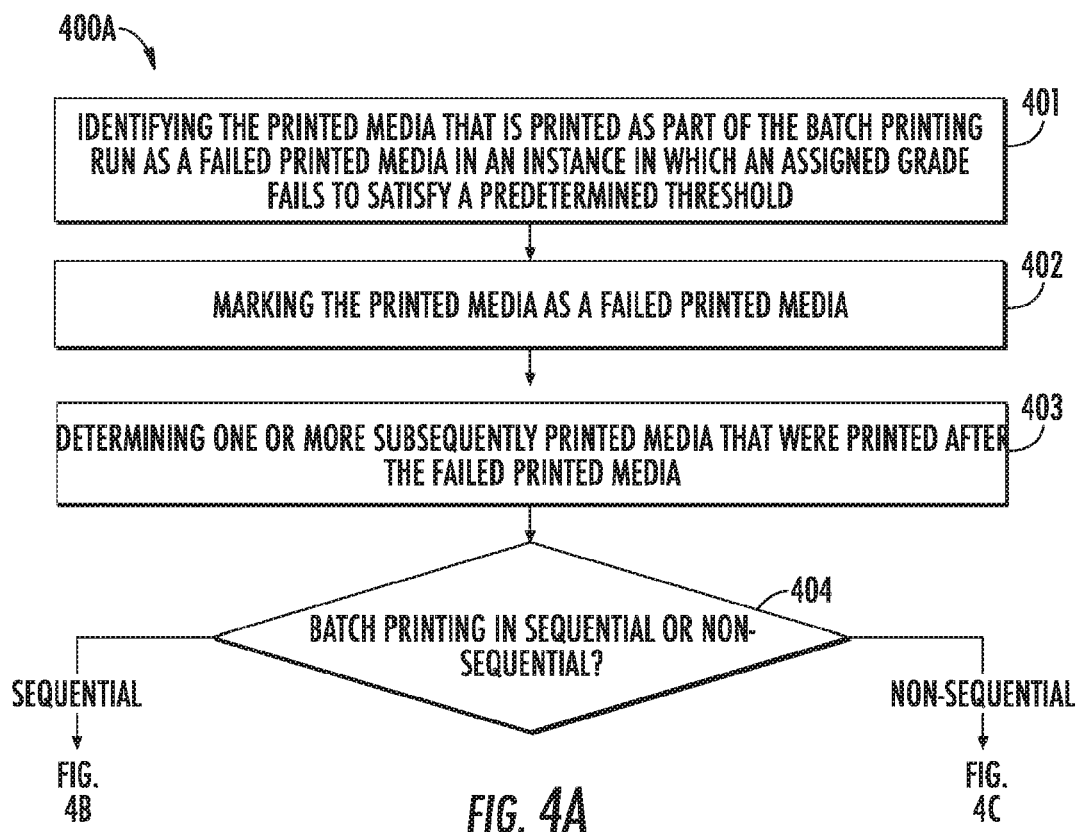 400A
401
IDENTIFYING THE PRINTED MEDIA THAT IS PRINTED AS PART OF THE BATCH PRINTING
RUN AS A FAILED PRINTED MEDIA IN AN INSTANCE IN WHICH AN ASSIGNED GRADE
FAILS TO SATISFY A PREDETERMINED THRESHOLD
402
MARKING THE PRINTED MEDIA AS A FAILED PRINTED MEDIA
403
DETERMINING ONE OR MORE SUBSEQUENTLY PRINTED MEDIA THAT WERE PRINTED AFTER
THE FAILED PRINTED MEDIA
404
BATCH PRINTING IN SEQUENTIAL OR NON-
SEQUENTIAL?
SEQUENTIAL
NON-SEQUENTIAL
FIG.
4B
FIG.
4C
FIG. 4A